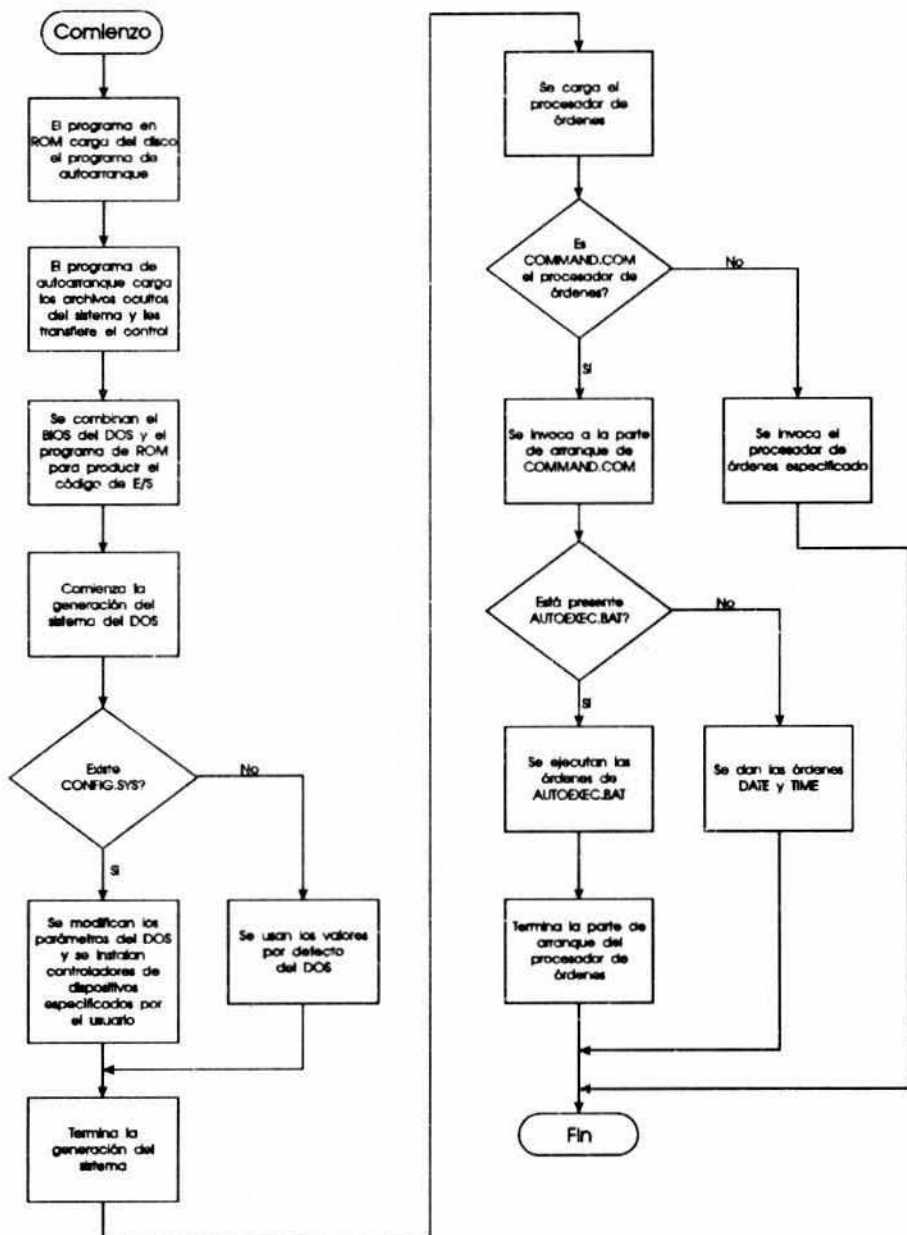 Comienzo
El programa en
ROM carga del disco
el programa de
autoarranque
El programa de
autoarranque carga
los archivos ocultos
del sistema y les
transfiere el control
Se combinan el
BIOS del DOS y el
programa de ROM
para producir el
código de E/S
Comienza la
generación del
sistema del DOS
Existe
CONFIG.SYS?
No
Sí
Se modifican los
parámetros del DOS
y se instalan
controladores de
dispositivos
especificados por
el usuario
Se usan los valores
por defecto
del DOS
Termina la
generación del
sistema
Se carga el
procesador de
órdenes
Es
COMMAND.COM
el procesador de
órdenes?
No
Sí
Se invoca a la parte
de arranque de
COMMAND.COM
Se invoca el
procesador de
órdenes especificado
Está presente
AUTOEXEC.BAT?
No
Sí
Se ejecutan las
órdenes de
AUTOEXEC.BAT
Se dan las órdenes
DATE y TIME
Termina la parte de
arranque del
procesador de
órdenes
Fin